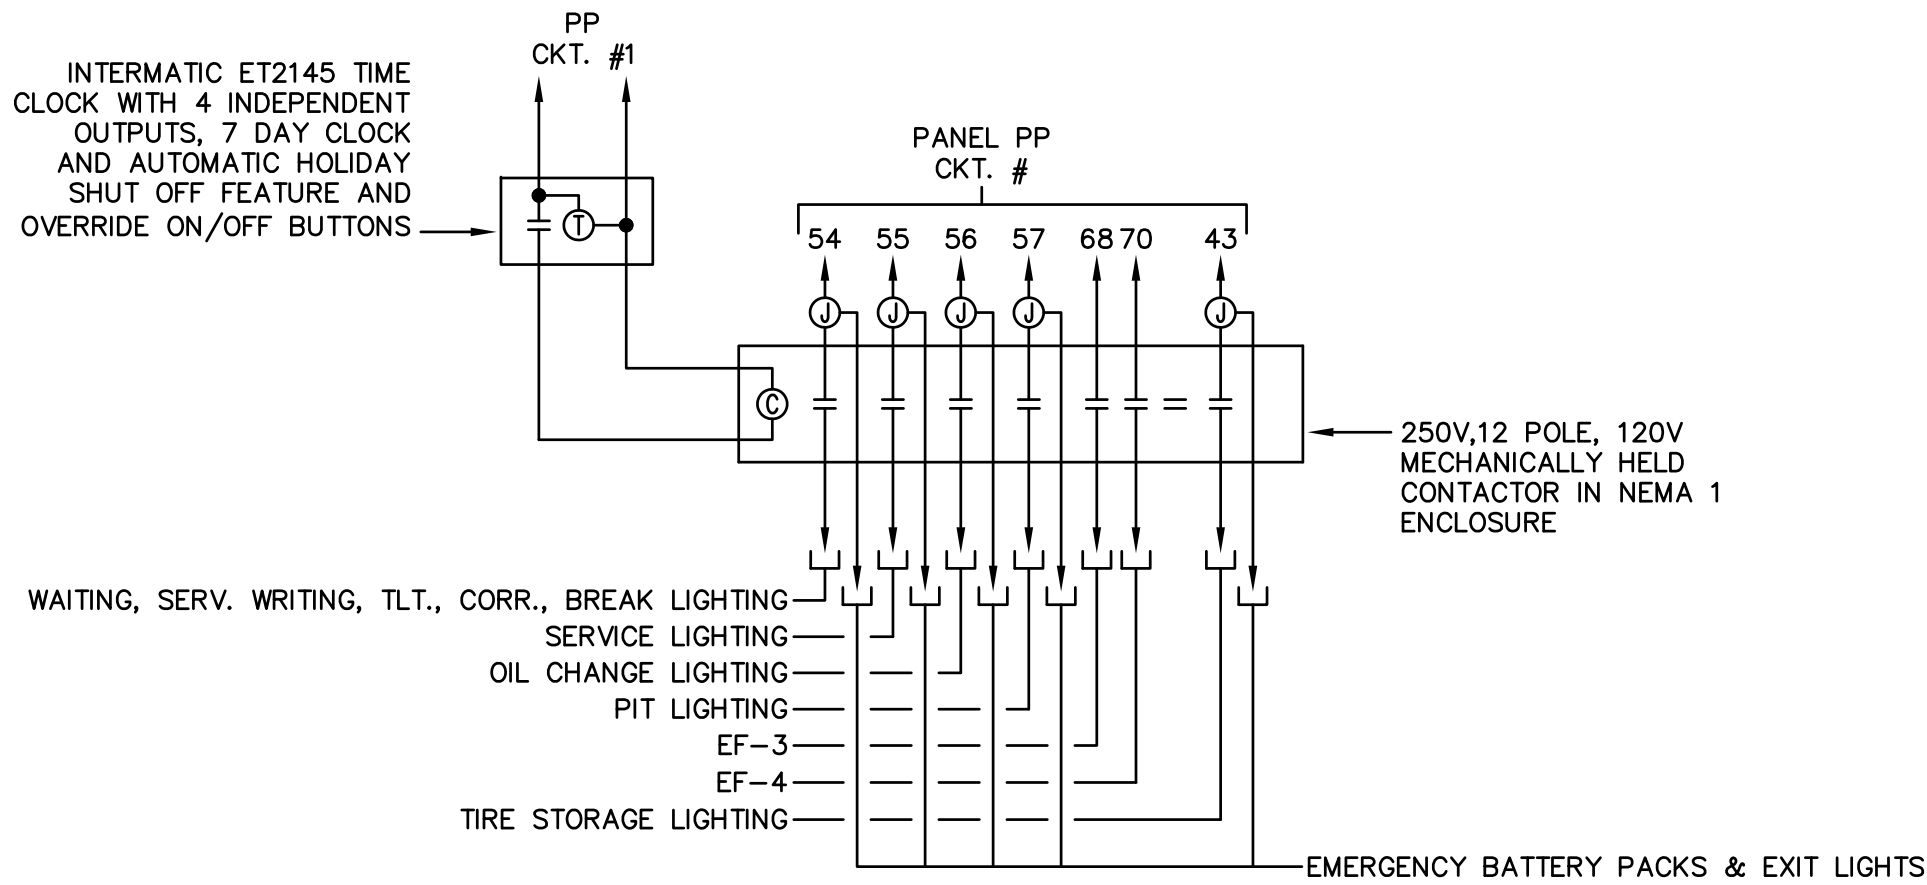 PP
CKT. #1
INTERMATIC ET2145 TIME
CLOCK WITH 4 INDEPENDENT
OUTPUTS, 7 DAY CLOCK
AND AUTOMATIC HOLIDAY
SHUT OFF FEATURE AND
OVERRIDE ON/OFF BUTTONS
T
PANEL PP
CKT. #
54 55 56 57 68 70 43
J J J J J
C
250V,12 POLE, 120V
MECHANICALLY HELD
CONTACTOR IN NEMA 1
ENCLOSURE
WAITING, SERV. WRITING, TLT., CORR., BREAK LIGHTING
SERVICE LIGHTING
OIL CHANGE LIGHTING
PIT LIGHTING
EF-3
EF-4
TIRE STORAGE LIGHTING
EMERGENCY BATTERY PACKS & EXIT LIGHTS